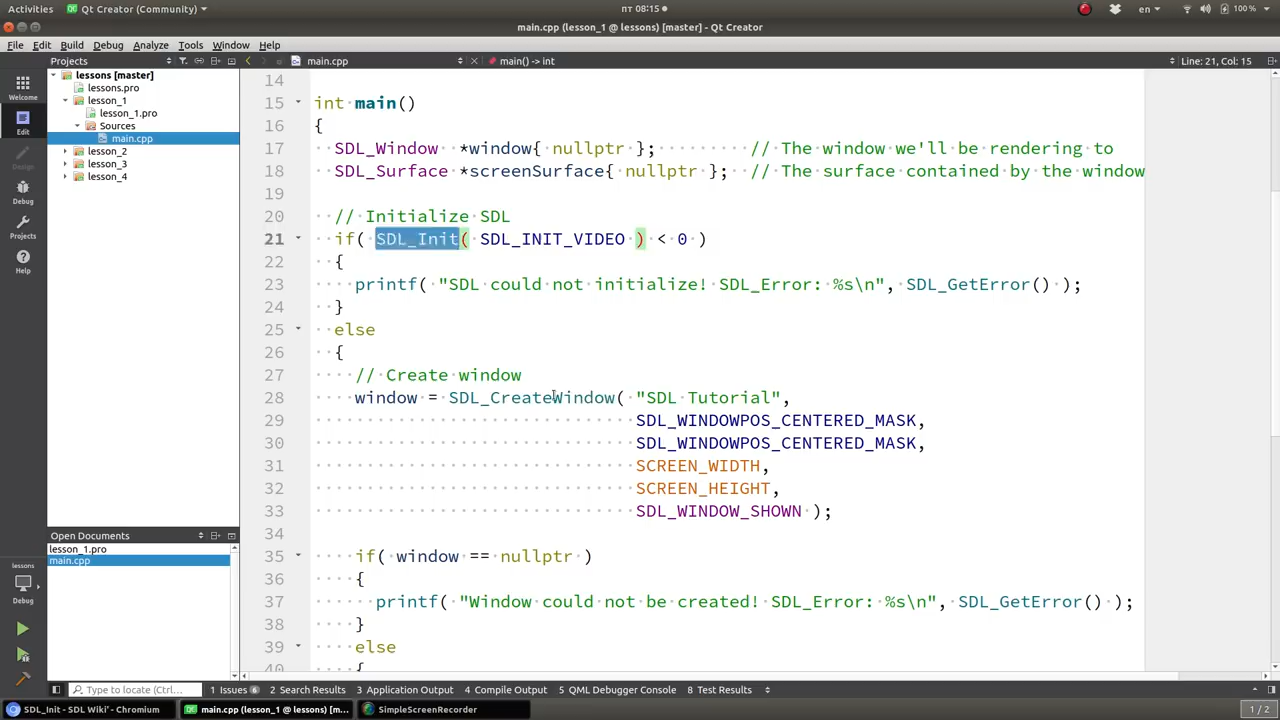 Activities
Qt Creator (Community)
пт 08:15
en
100 %
main.cpp (lesson_1 @ lessons) [master] - Qt Creator
File Edit Build Debug Analyze Tools Window Help
Projects
main.cpp
main() -> int
Line: 21, Col: 15
lessons [master]
lessons.pro
lesson_1
lesson_1.pro
Sources
main.cpp
lesson_2
lesson_3
lesson_4
Welcome
Edit
Design
Debug
Projects
Help
14
15 int main()
16 {
17 SDL_Window *window{ nullptr }; // The window we'll be rendering to
18 SDL_Surface *screenSurface{ nullptr }; // The surface contained by the window
19
20 // Initialize SDL
21 if( SDL_Init( SDL_INIT_VIDEO ) < 0 )
22 {
23 printf( "SDL could not initialize! SDL_Error: %s\n", SDL_GetError() );
24 }
25 else
26 {
27 // Create window
28 window = SDL_CreateWindow( "SDL Tutorial",
29 SDL_WINDOWPOS_CENTERED_MASK,
30 SDL_WINDOWPOS_CENTERED_MASK,
31 SCREEN_WIDTH,
32 SCREEN_HEIGHT,
33 SDL_WINDOW_SHOWN );
34
35 if( window == nullptr )
36 {
37 printf( "Window could not be created! SDL_Error: %s\n", SDL_GetError() );
38 }
39 else
40 {
Open Documents
lesson_1.pro
main.cpp
lessons
Debug
Type to locate (Ctrl...
1 Issues 6
2 Search Results
3 Application Output
4 Compile Output
5 QML Debugger Console
8 Test Results
SDL_Init - SDL Wiki' - Chromium
main.cpp (lesson_1 @ lessons) [m...
SimpleScreenRecorder
1 / 2